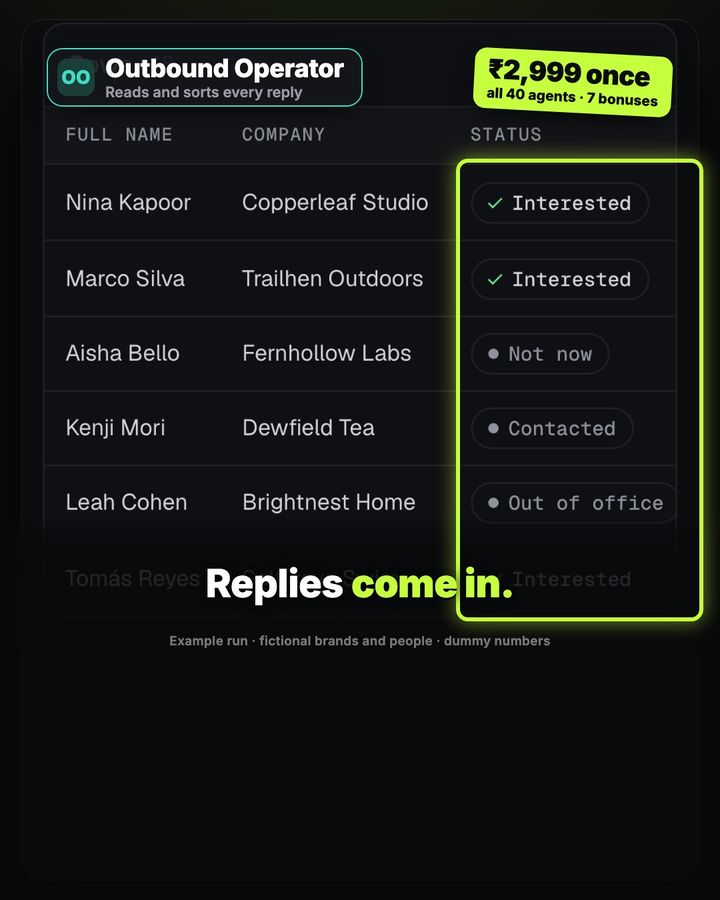 OO
Outbound Operator
Reads and sorts every reply
₹2,999 once
all 40 agents · 7 bonuses
FULL NAME COMPANY STATUS
Nina Kapoor Copperleaf Studio ✓ Interested
Marco Silva Trailhen Outdoors ✓ Interested
Aisha Bello Fernhollow Labs Not now
Kenji Mori Dewfield Tea Contacted
Leah Cohen Brightnest Home Out of office
Tomás Reyes Interested
Replies come in.
Example run · fictional brands and people · dummy numbers